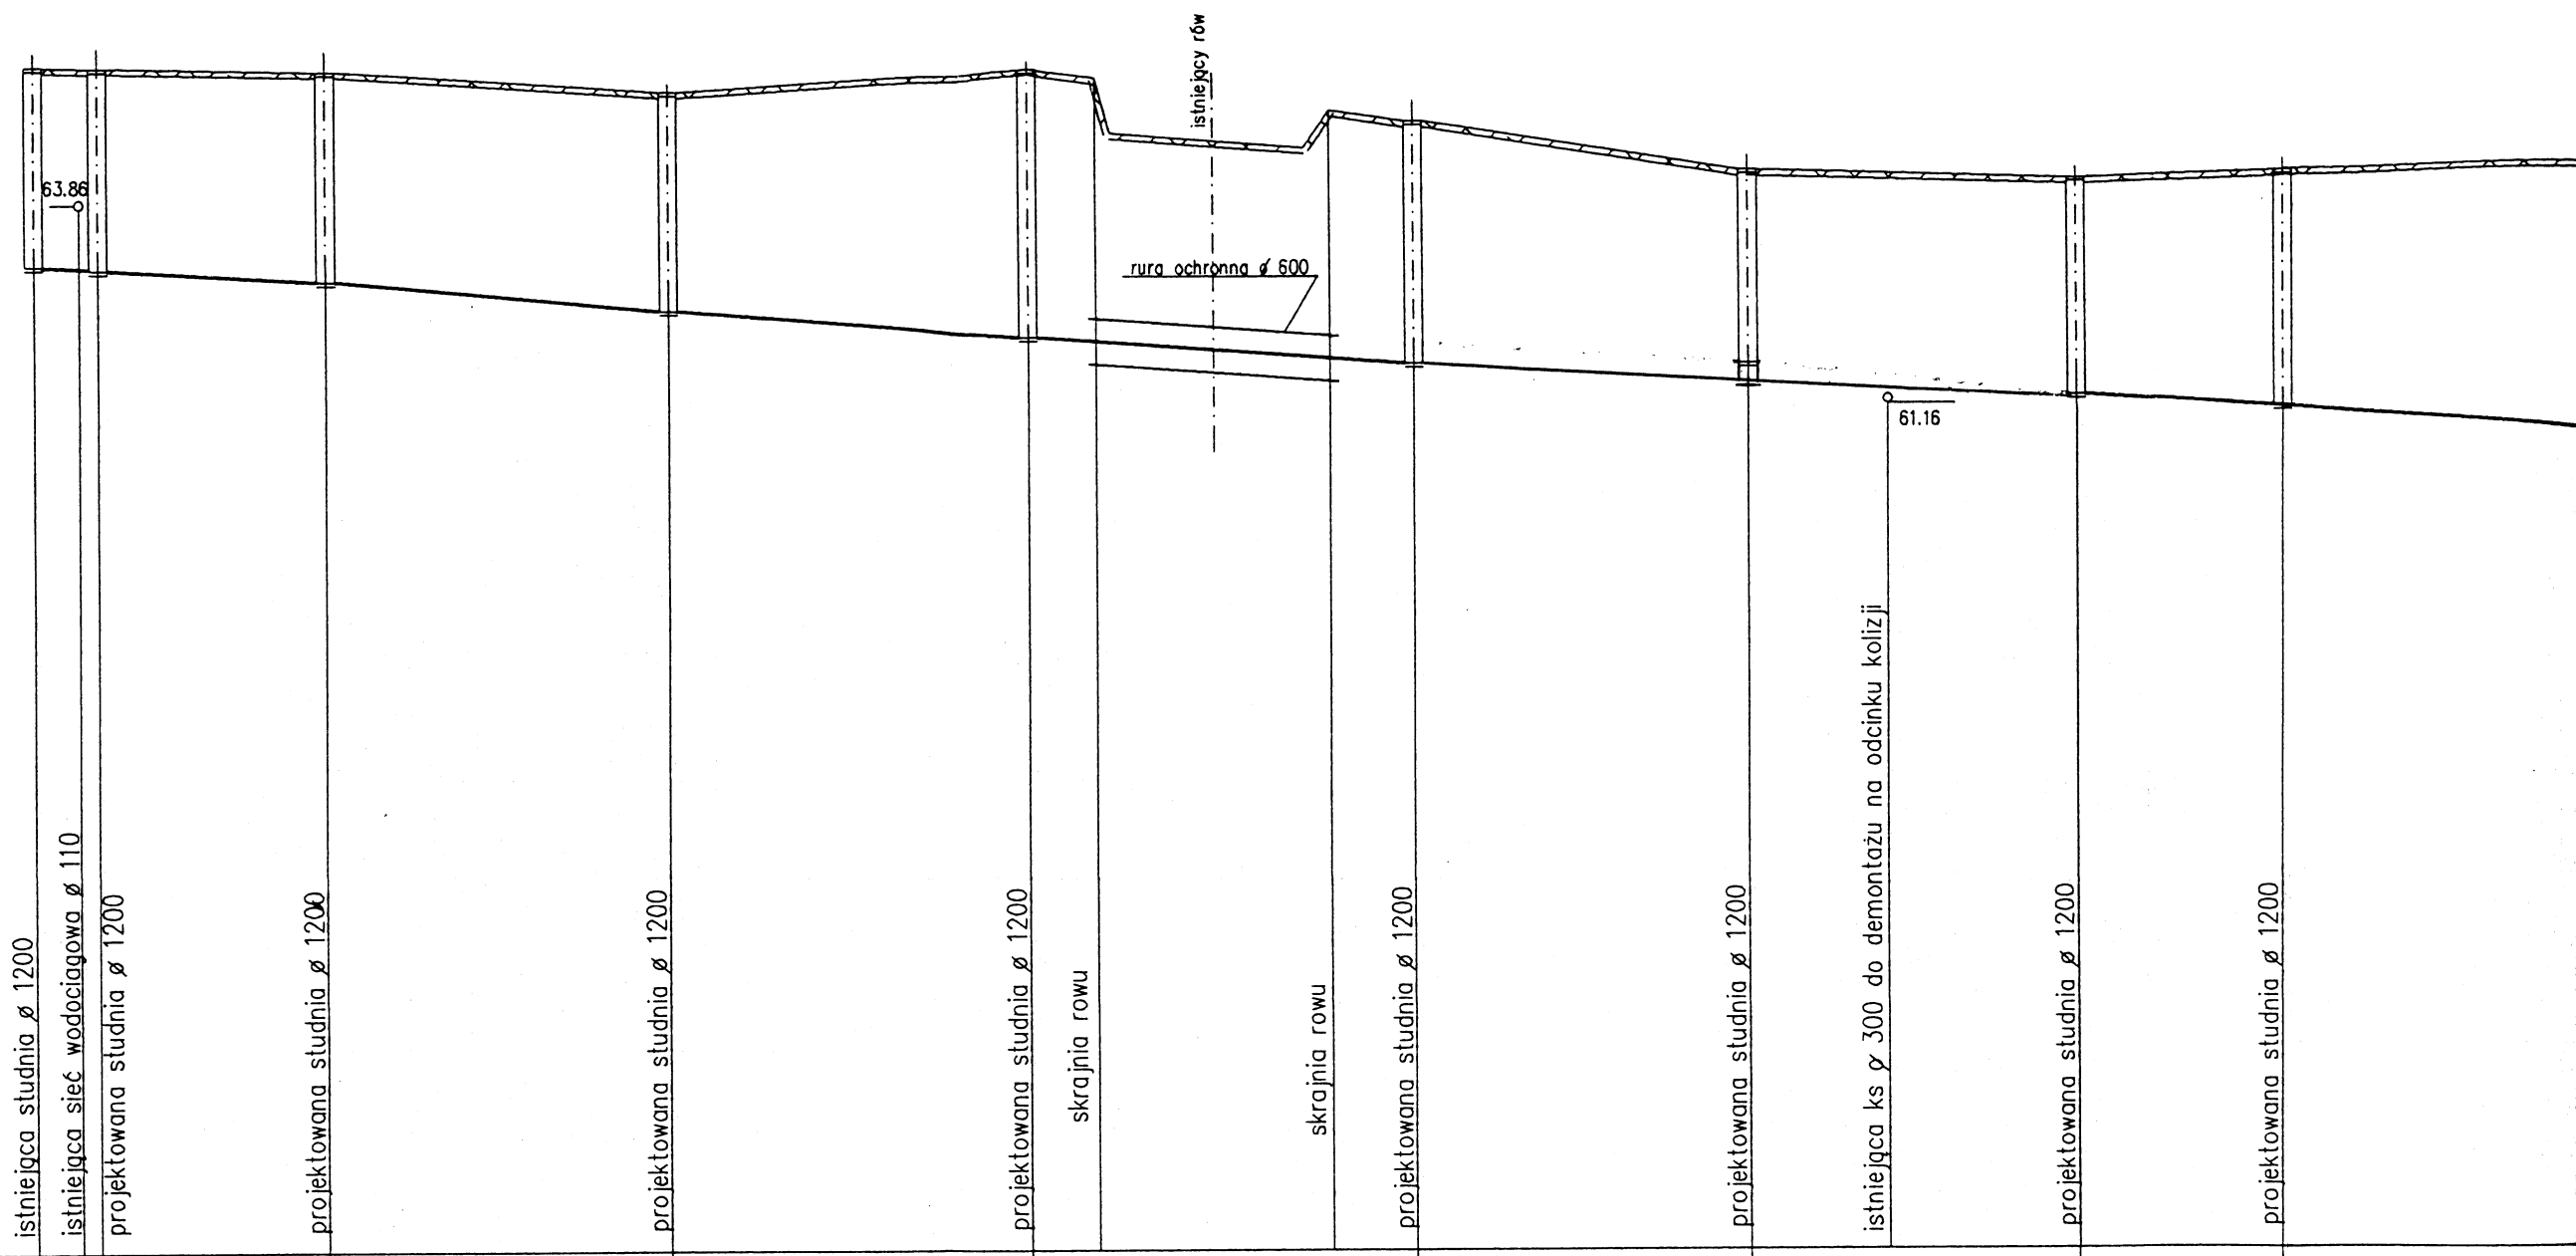 istniejący rów
63.86
rura ochronna ø 600
61.16
istniejąca studnia ø 1200
istniejąca sieć wodociągowa ø 110
projektowana studnia ø 1200
projektowana studnia ø 1200
projektowana studnia ø 1200
projektowana studnia ø 1200
skrajnia rowu
skrajnia rowu
projektowana studnia ø 1200
projektowana studnia ø 1200
istniejąca ks ø 300 do demontażu na odcinku kolizji
projektowana studnia ø 1200
projektowana studnia ø 1200